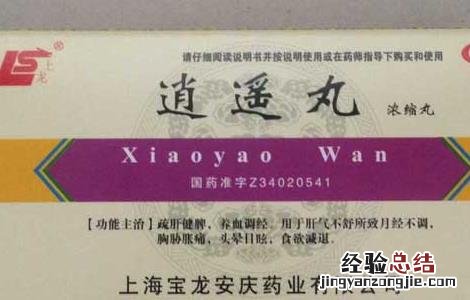 LS
®
上
龙
请仔细阅读说明书并按说明使用或在药师指导下购买和使用
逍遥丸 浓缩丸
Xiaoyao Wan
国药准字Z34020541
【功能主治】疏肝健脾，养血调经。用于肝气不舒所致月经不调，
胸胁胀痛，头晕目眩，食欲减退。
上海宝龙安庆药业有限公司
经验总结
jingyanzongjie